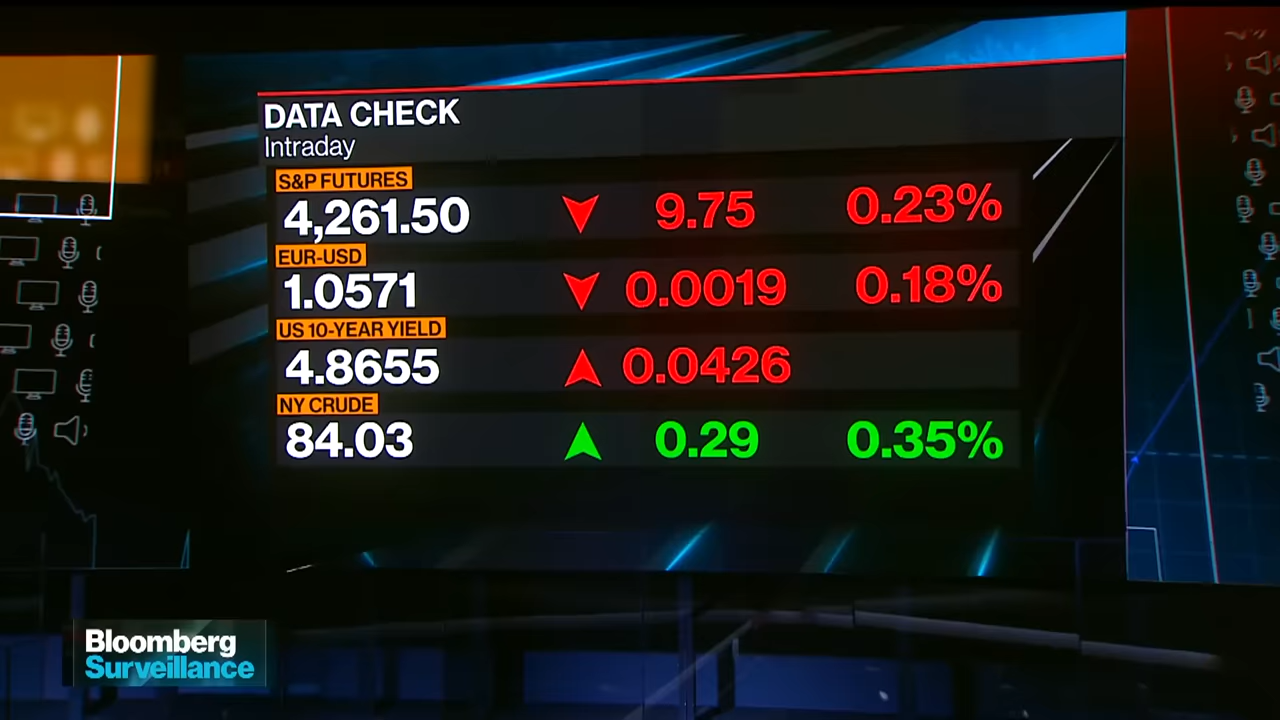 DATA CHECK
Intraday
S&P FUTURES
4,261.50 ▼ 9.75 0.23%
EUR-USD
1.0571 ▼ 0.0019 0.18%
US 10-YEAR YIELD
4.8655 ▲ 0.0426
NY CRUDE
84.03 ▲ 0.29 0.35%
Bloomberg
Surveillance